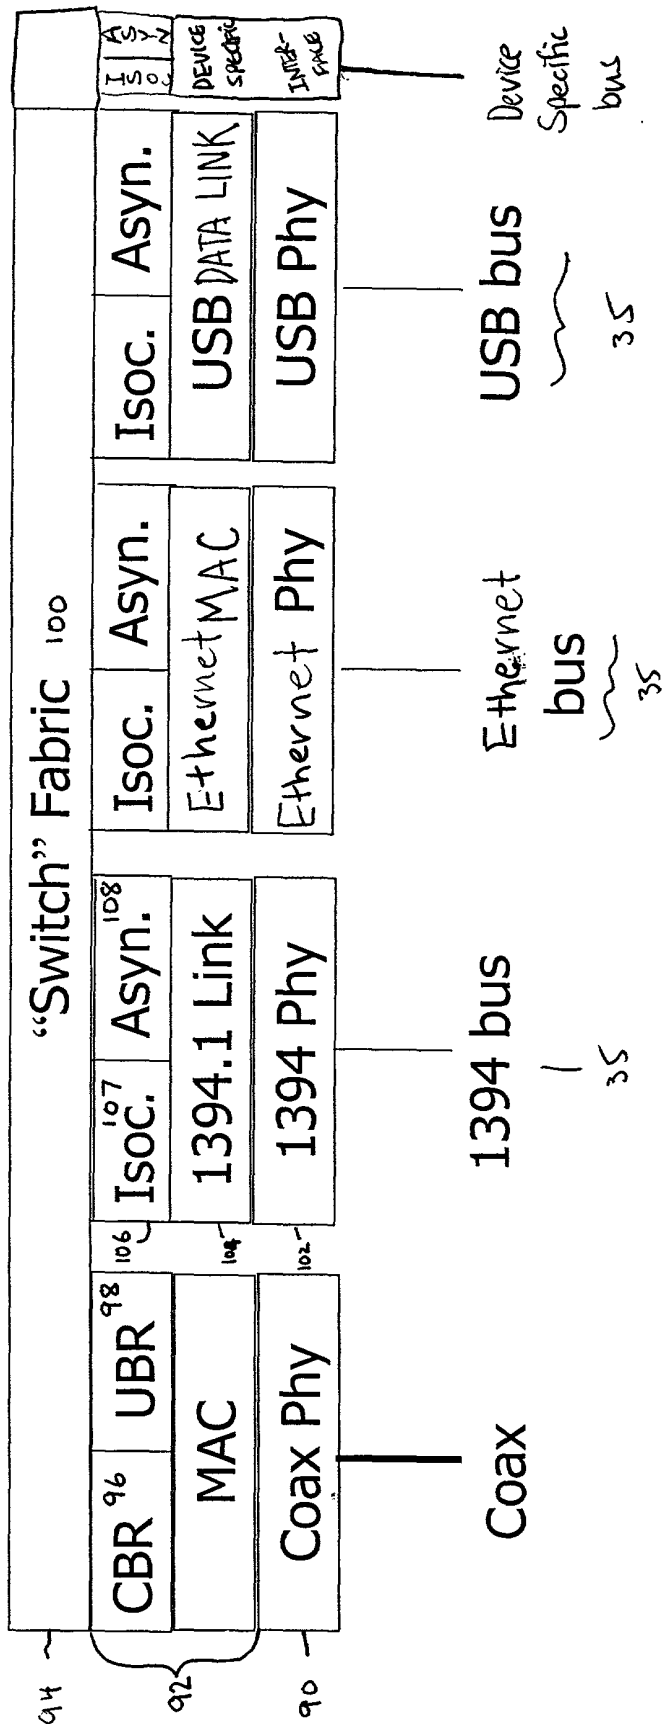 94
"Switch" Fabric 100
92
CBR 96
UBR 98
MAC
90
Coax Phy
Coax
106
Isoc. 107
Asyn. 108
104
1394.1 Link
102
1394 Phy
1394 bus
35
Isoc.
Asyn.
Ethernet MAC
Ethernet Phy
Ethernet
bus
35
Isoc.
Asyn.
USB DATA LINK
USB Phy
USB bus
35
ISOC
ASYN
DEVICE
SPECIFIC
INTER-
FACE
Device
Specific
bus